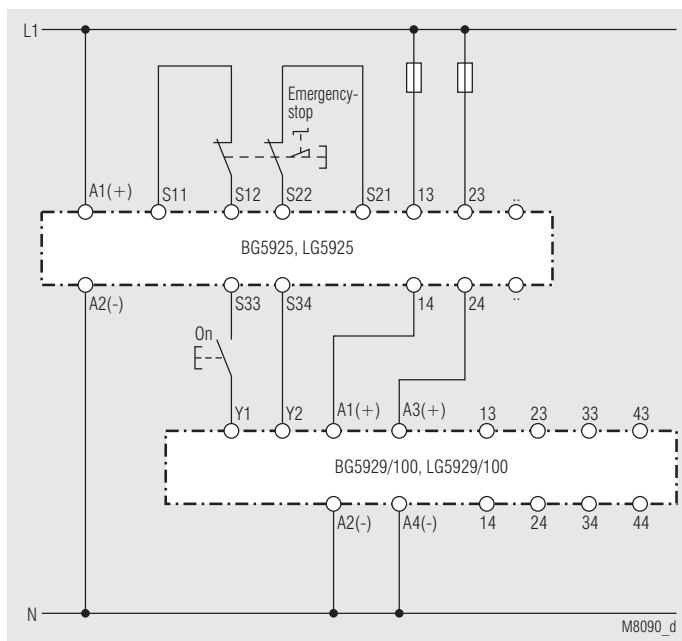 L1
Emergency-
stop
A1(+) S11 S12 S22 S21 13 23 ..
BG5925, LG5925
A2(-) S33 S34 14 24 ..
On
Y1 Y2 A1(+) A3(+) 13 23 33 43
BG5929/100, LG5929/100
A2(-) A4(-) 14 24 34 44
N
M8090_d